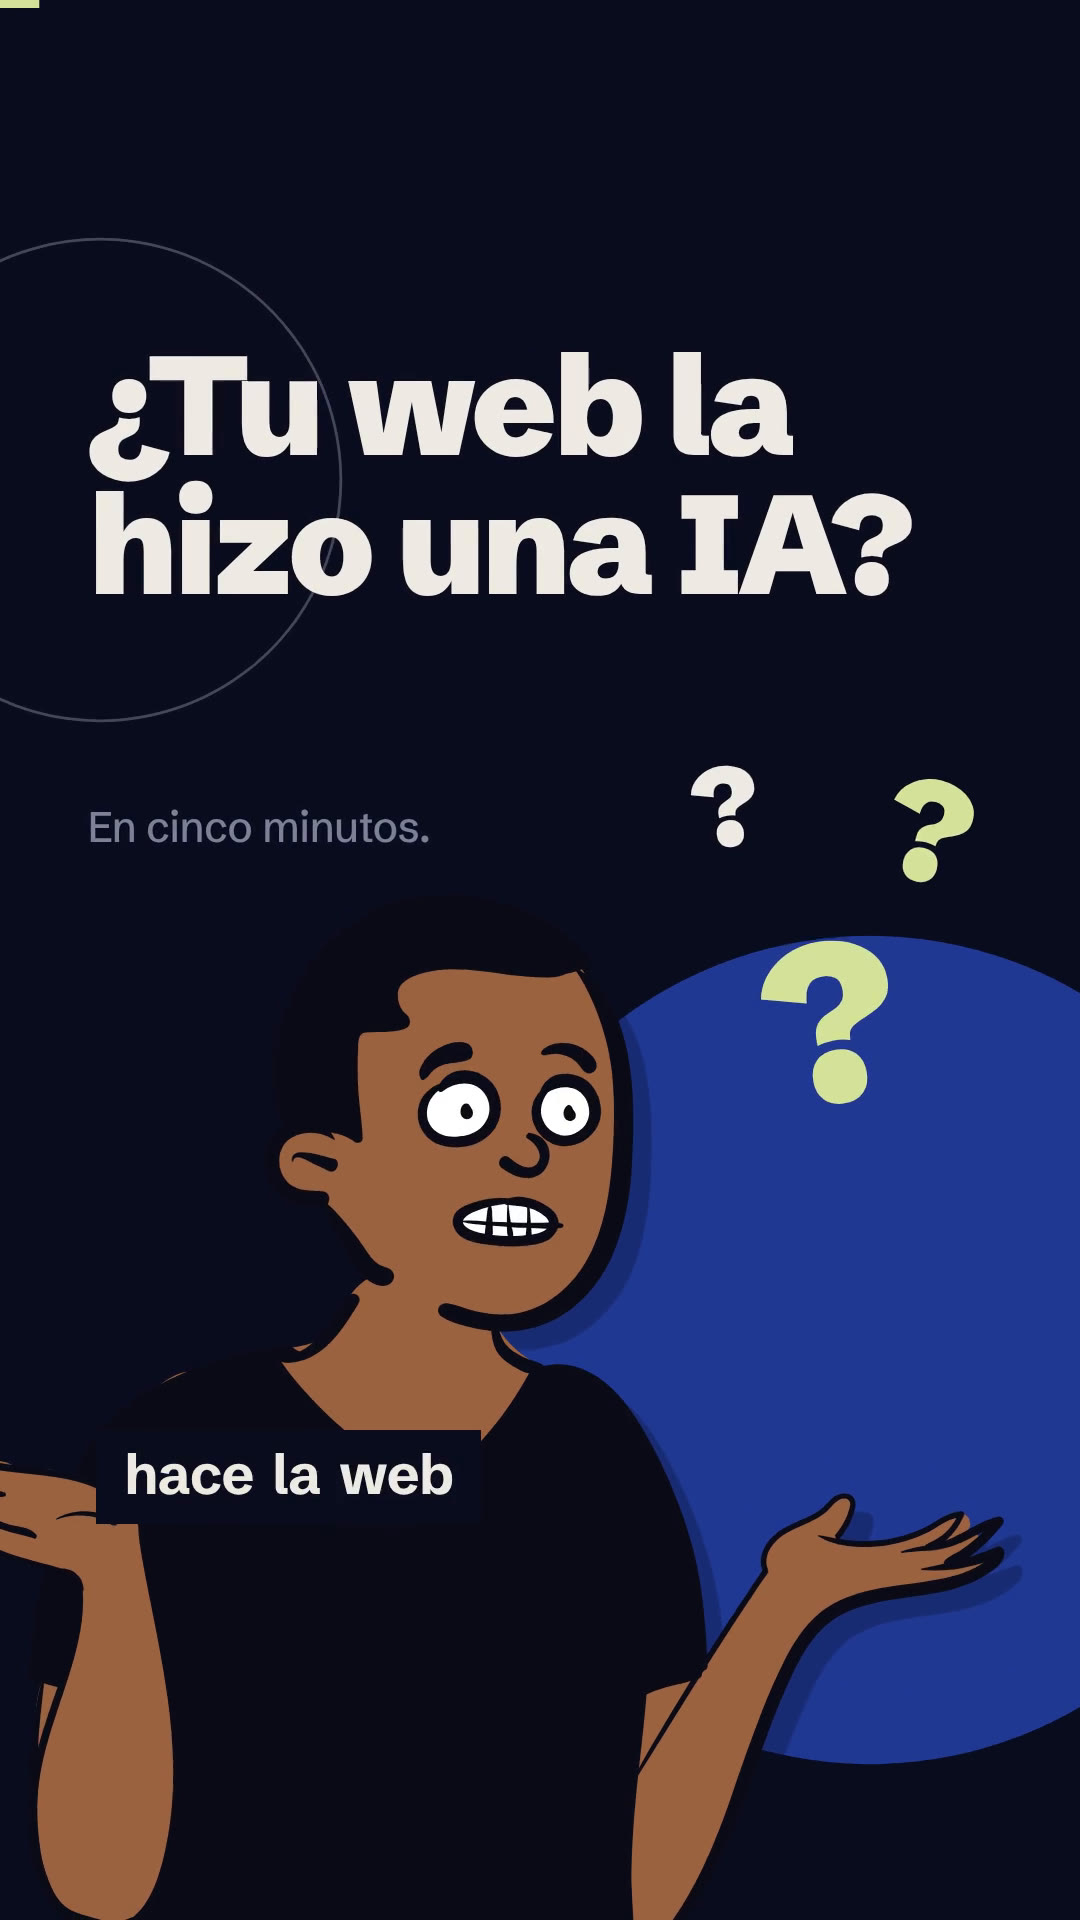 ¿Tu web la
hizo una IA?
?
?
En cinco minutos.
?
hace la web